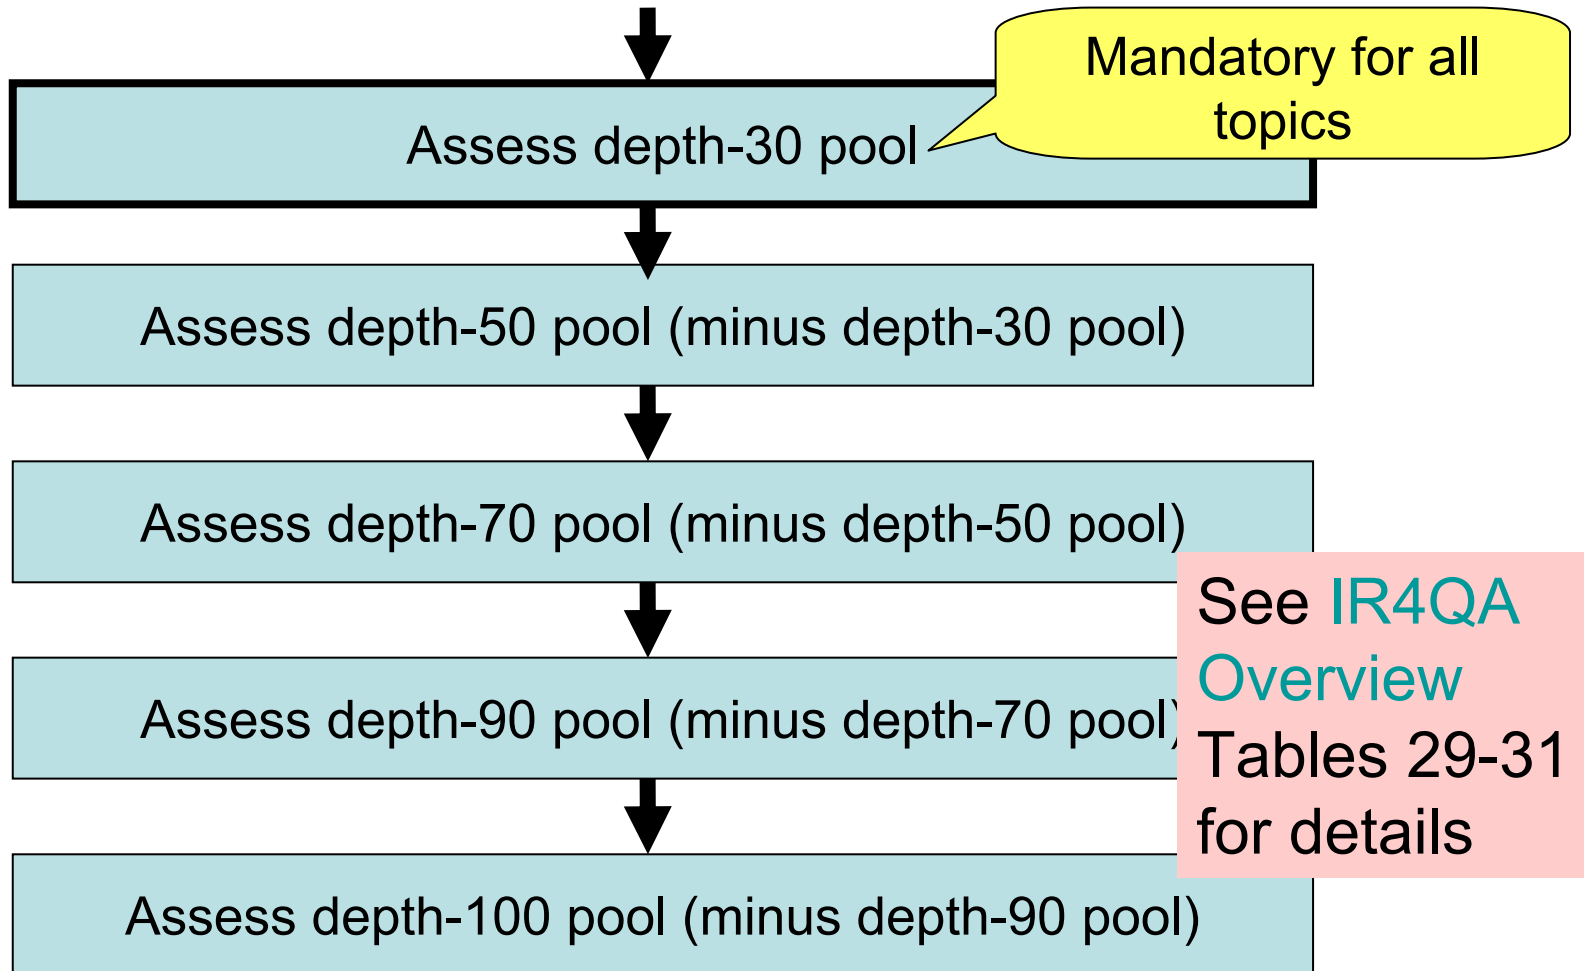 Mandatory for all
topics
Assess depth-30 pool
Assess depth-50 pool (minus depth-30 pool)
Assess depth-70 pool (minus depth-50 pool)
Assess depth-90 pool (minus depth-70 pool)
See IR4QA
Overview
Tables 29-31
for details
Assess depth-100 pool (minus depth-90 pool)